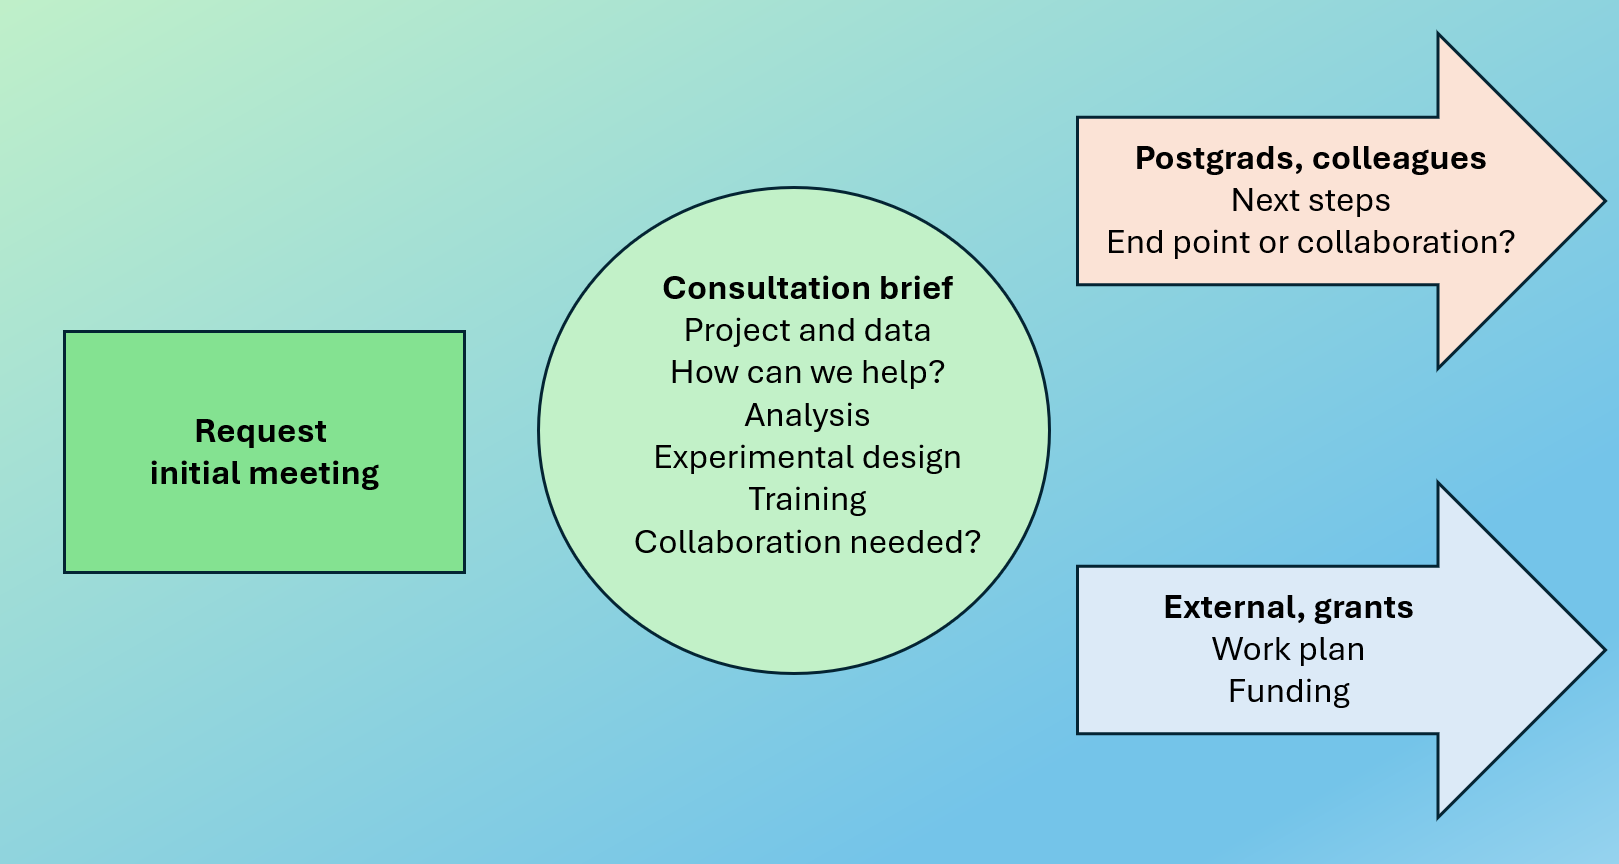 Request
initial meeting
Consultation brief
Project and data
How can we help?
Analysis
Experimental design
Training
Collaboration needed?
Postgrads, colleagues
Next steps
End point or collaboration?
External, grants
Work plan
Funding